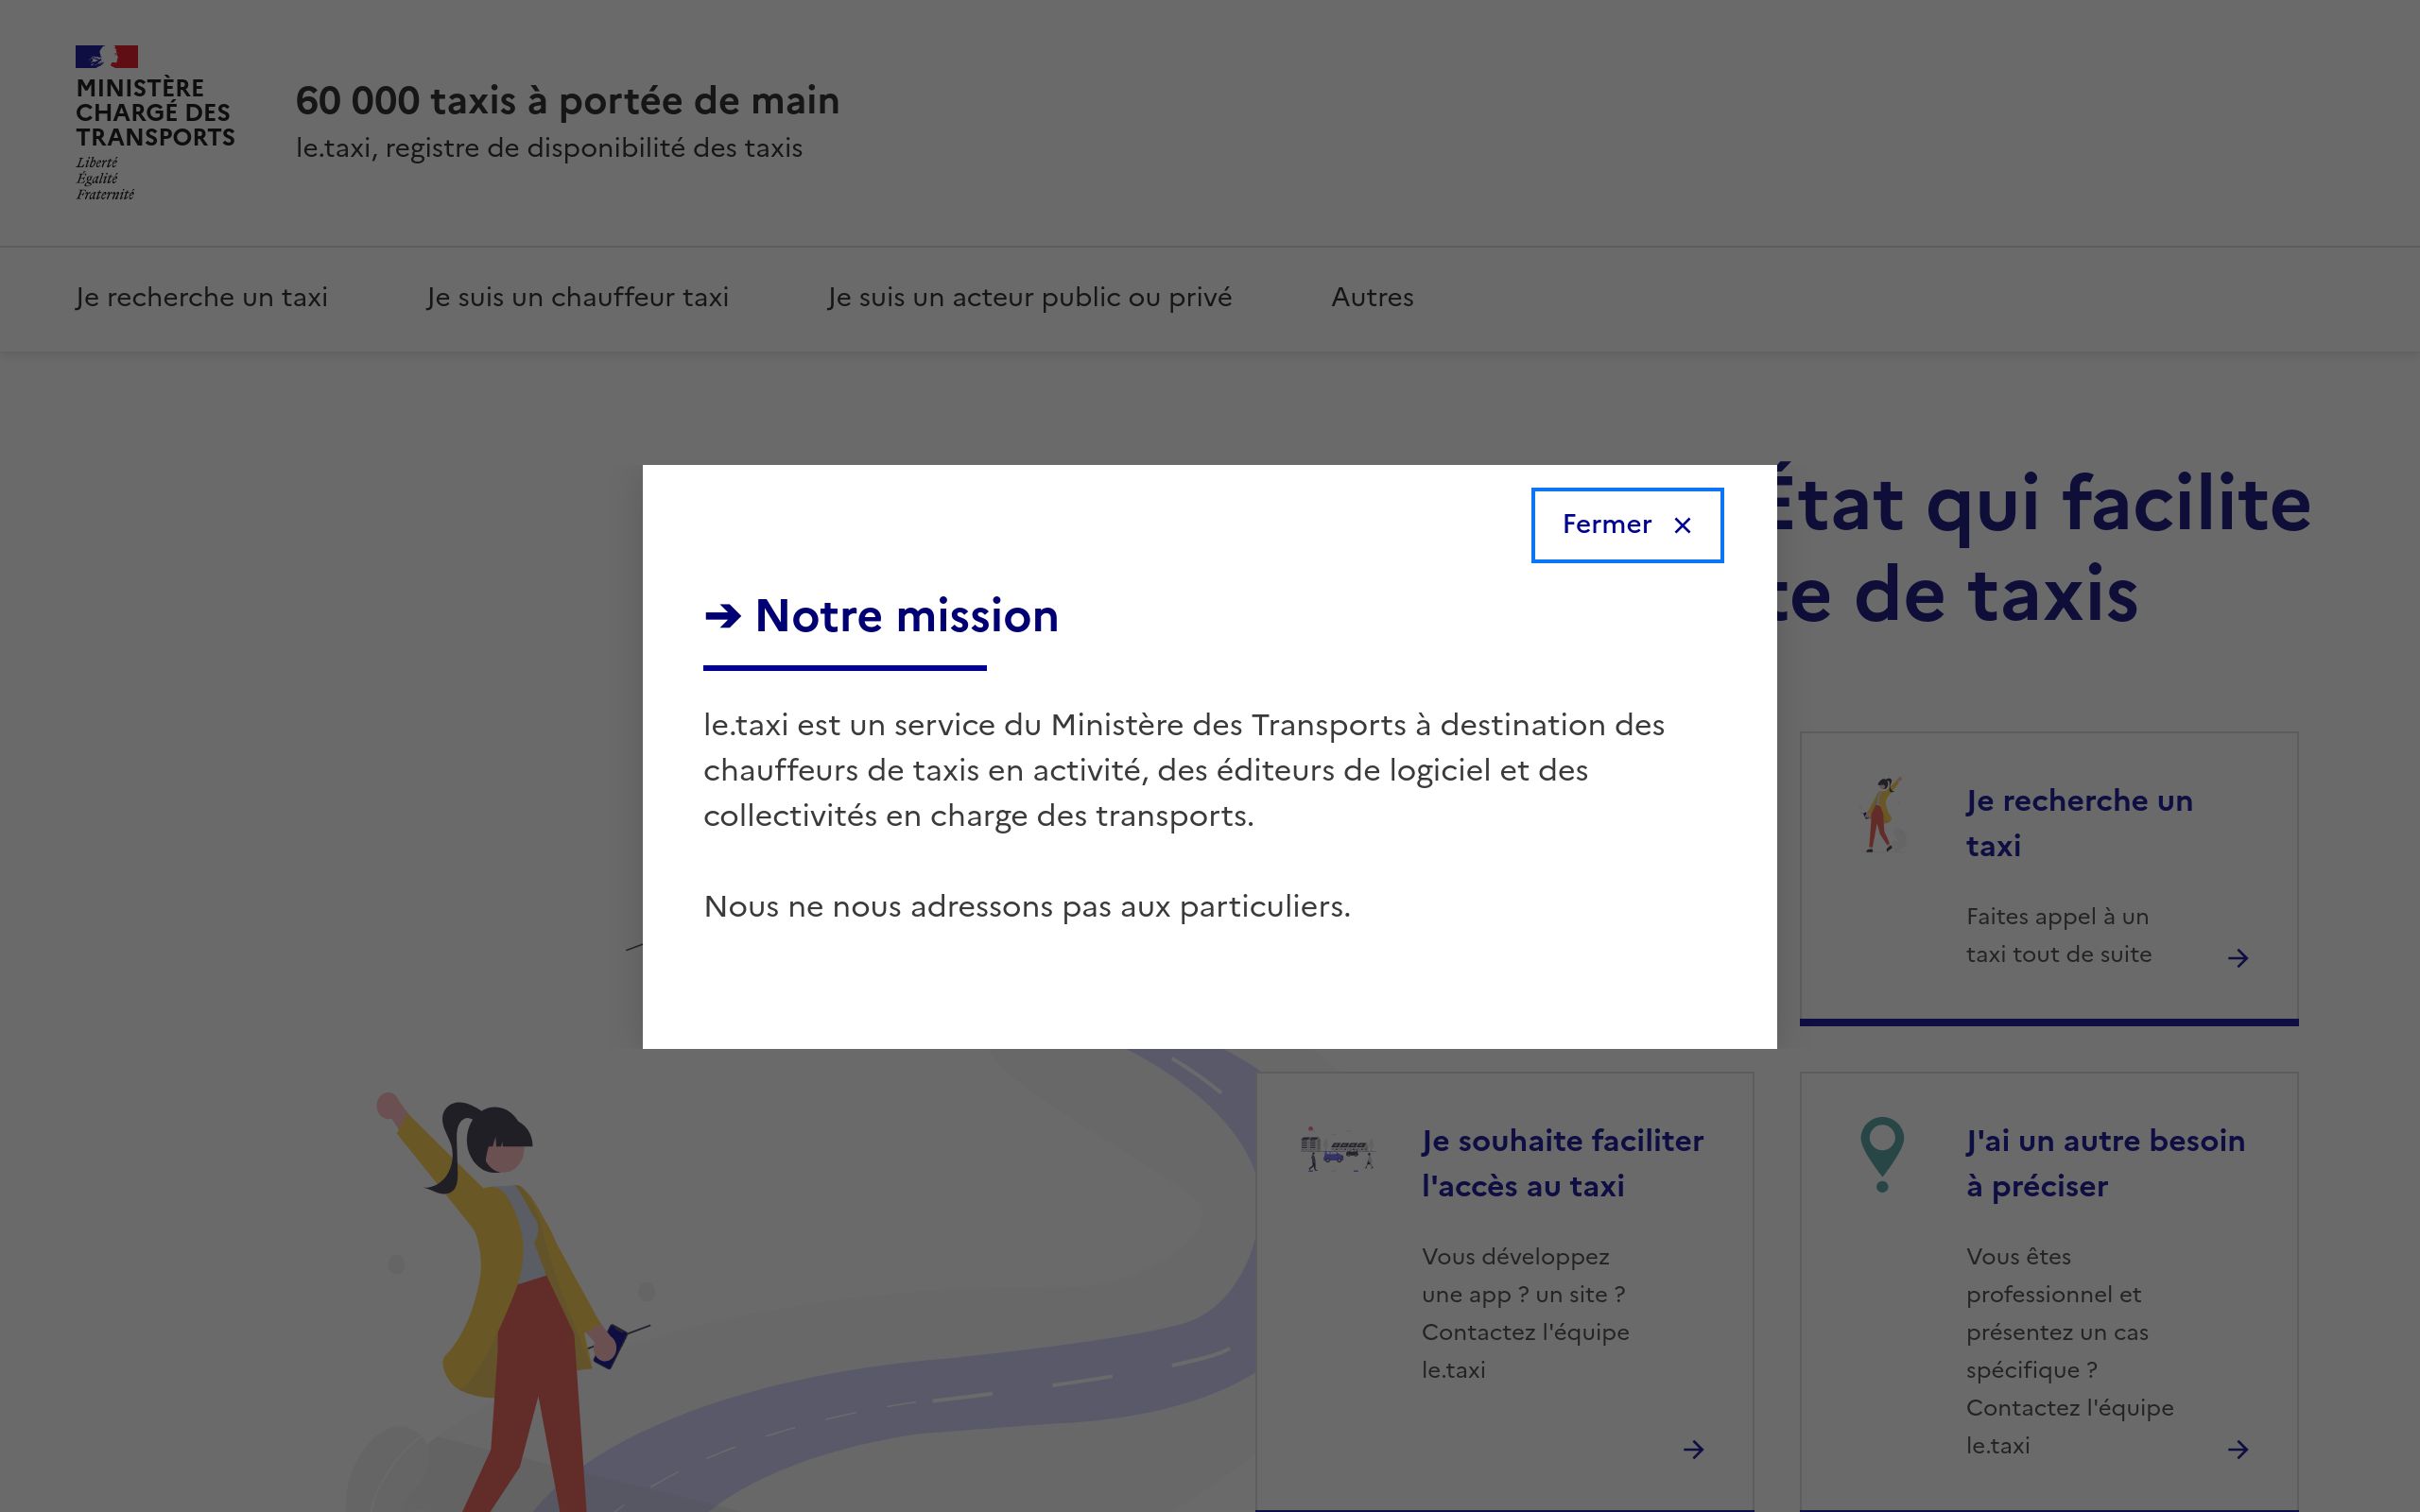 MINISTÈRE
CHARGÉ DES
TRANSPORTS
Liberté
Égalité
Fraternité
60 000 taxis à portée de main
le.taxi, registre de disponibilité des taxis
Je recherche un taxi
Je suis un chauffeur taxi
Je suis un acteur public ou privé
Autres
État qui facilite
te de taxis
Fermer ×
➔ Notre mission
le.taxi est un service du Ministère des Transports à destination des
chauffeurs de taxis en activité, des éditeurs de logiciel et des
collectivités en charge des transports.
Nous ne nous adressons pas aux particuliers.
Je recherche un
taxi
Faites appel à un
taxi tout de suite
Je souhaite faciliter
l'accès au taxi
Vous développez
une app ? un site ?
Contactez l'équipe
le.taxi
J'ai un autre besoin
à préciser
Vous êtes
professionnel et
présentez un cas
spécifique ?
Contactez l'équipe
le.taxi